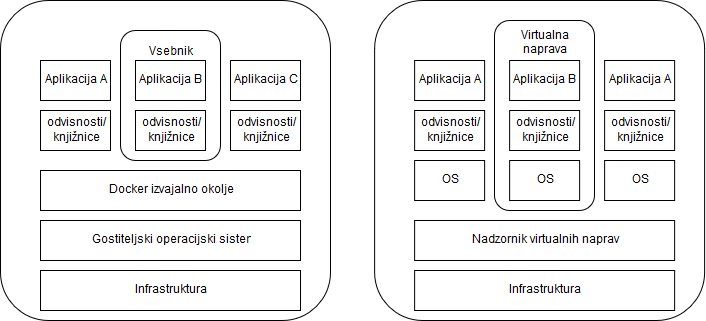 Vsebnik
Aplikacija A
Aplikacija B
Aplikacija C
odvisnosti/
knjižnice
odvisnosti/
knjižnice
odvisnosti/
knjižnice
Docker izvajalno okolje
Gostiteljski operacijski sister
Infrastruktura
Virtualna
naprava
Aplikacija A
Aplikacija B
Aplikacija A
odvisnosti/
knjižnice
odvisnosti/
knjižnice
odvisnosti/
knjižnice
OS
OS
OS
Nadzornik virtualnih naprav
Infrastruktura